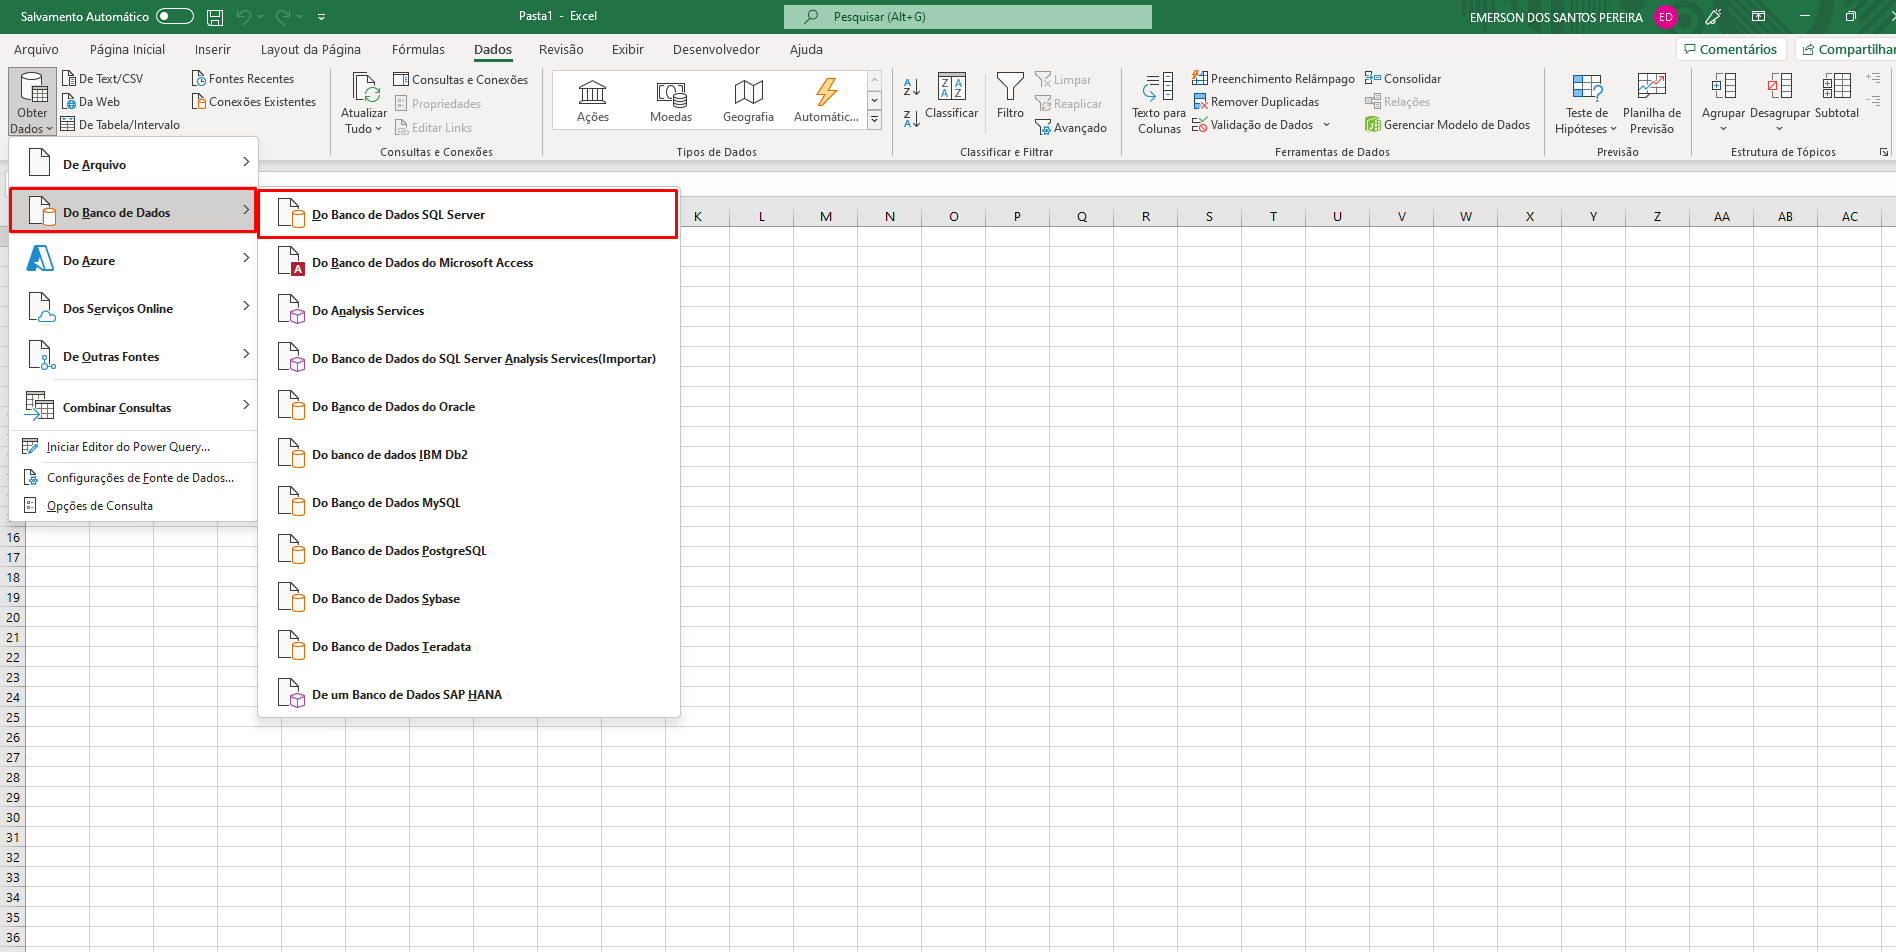 Salvamento Automático
Pasta1 - Excel
Pesquisar (Alt+G)
EMERSON DOS SANTOS PEREIRA
ED
Arquivo
Página Inicial
Inserir
Layout da Página
Fórmulas
Dados
Revisão
Exibir
Desenvolvedor
Ajuda
Comentários
Compartilhar
Obter
Dados
De Text/CSV
Da Web
De Tabela/Intervalo
Fontes Recentes
Conexões Existentes
Atualizar
Tudo
Consultas e Conexões
Propriedades
Editar Links
Consultas e Conexões
Ações
Moedas
Geografia
Automátic...
Tipos de Dados
Classificar
Filtro
Limpar
Reaplicar
Avançado
Classificar e Filtrar
Texto para
Colunas
Preenchimento Relâmpago
Remover Duplicadas
Validação de Dados
Consolidar
Relações
Gerenciar Modelo de Dados
Ferramentas de Dados
Teste de
Hipóteses
Planilha de
Previsão
Previsão
Agrupar
Desagrupar
Subtotal
Estrutura de Tópicos
De Arquivo
Do Banco de Dados
Do Azure
Dos Serviços Online
De Outras Fontes
Combinar Consultas
Iniciar Editor do Power Query...
Configurações de Fonte de Dados...
Opções de Consulta
Do Banco de Dados SQL Server
Do Banco de Dados do Microsoft Access
Do Analysis Services
Do Banco de Dados do SQL Server Analysis Services(Importar)
Do Banco de Dados do Oracle
Do banco de dados IBM Db2
Do Banco de Dados MySQL
Do Banco de Dados PostgreSQL
Do Banco de Dados Sybase
Do Banco de Dados Teradata
De um Banco de Dados SAP HANA
K L M N O P Q R S T U V W X Y Z AA AB AC
16
17
18
19
20
21
22
23
24
25
26
27
28
29
30
31
32
33
34
35
36